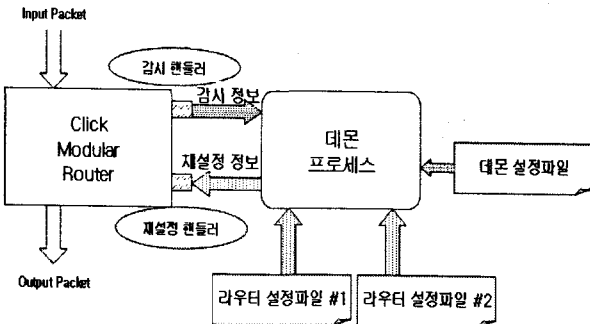 Input Packet
감시 핸들러
감시 정보
Click
Modular
Router
데몬
프로세스
재설정 정보
데몬 설정파일
재설정 핸들러
Output Packet
라우터 설정파일 #1
라우터 설정파일 #2